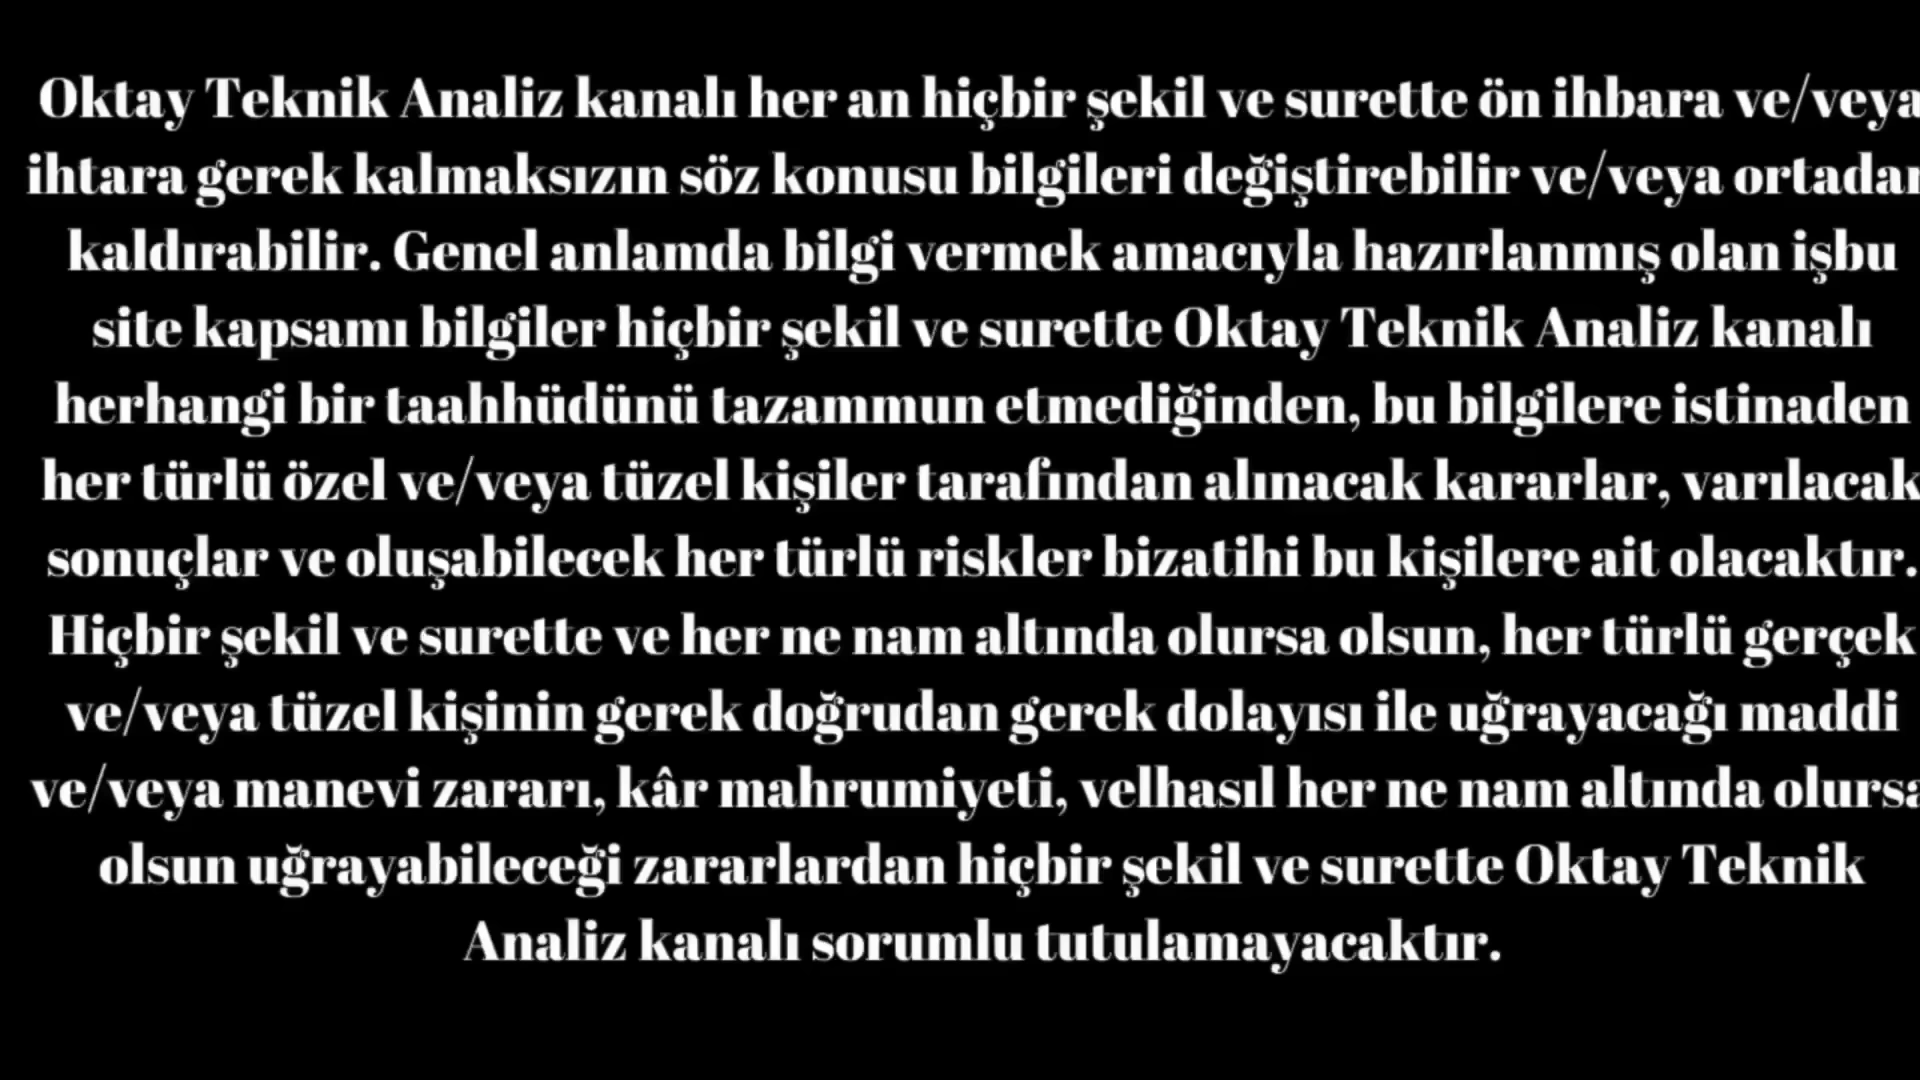 Oktay Teknik Analiz kanalı her an hiçbir şekil ve surette ön ihbara ve/veya
ihtara gerek kalmaksızın söz konusu bilgileri değiştirebilir ve/veya ortadan
kaldırabilir. Genel anlamda bilgi vermek amacıyla hazırlanmış olan işbu
site kapsamı bilgiler hiçbir şekil ve surette Oktay Teknik Analiz kanalı
herhangi bir taahhüdünü tazammun etmediğinden, bu bilgilere istinaden
her türlü özel ve/veya tüzel kişiler tarafından alınacak kararlar, varılacak
sonuçlar ve oluşabilecek her türlü riskler bizatihi bu kişilere ait olacaktır.
Hiçbir şekil ve surette ve her ne nam altında olursa olsun, her türlü gerçek
ve/veya tüzel kişinin gerek doğrudan gerek dolayısı ile uğrayacağı maddi
ve/veya manevi zararı, kâr mahrumiyeti, velhasıl her ne nam altında olursa
olsun uğrayabileceği zararlardan hiçbir şekil ve surette Oktay Teknik
Analiz kanalı sorumlu tutulamayacaktır.